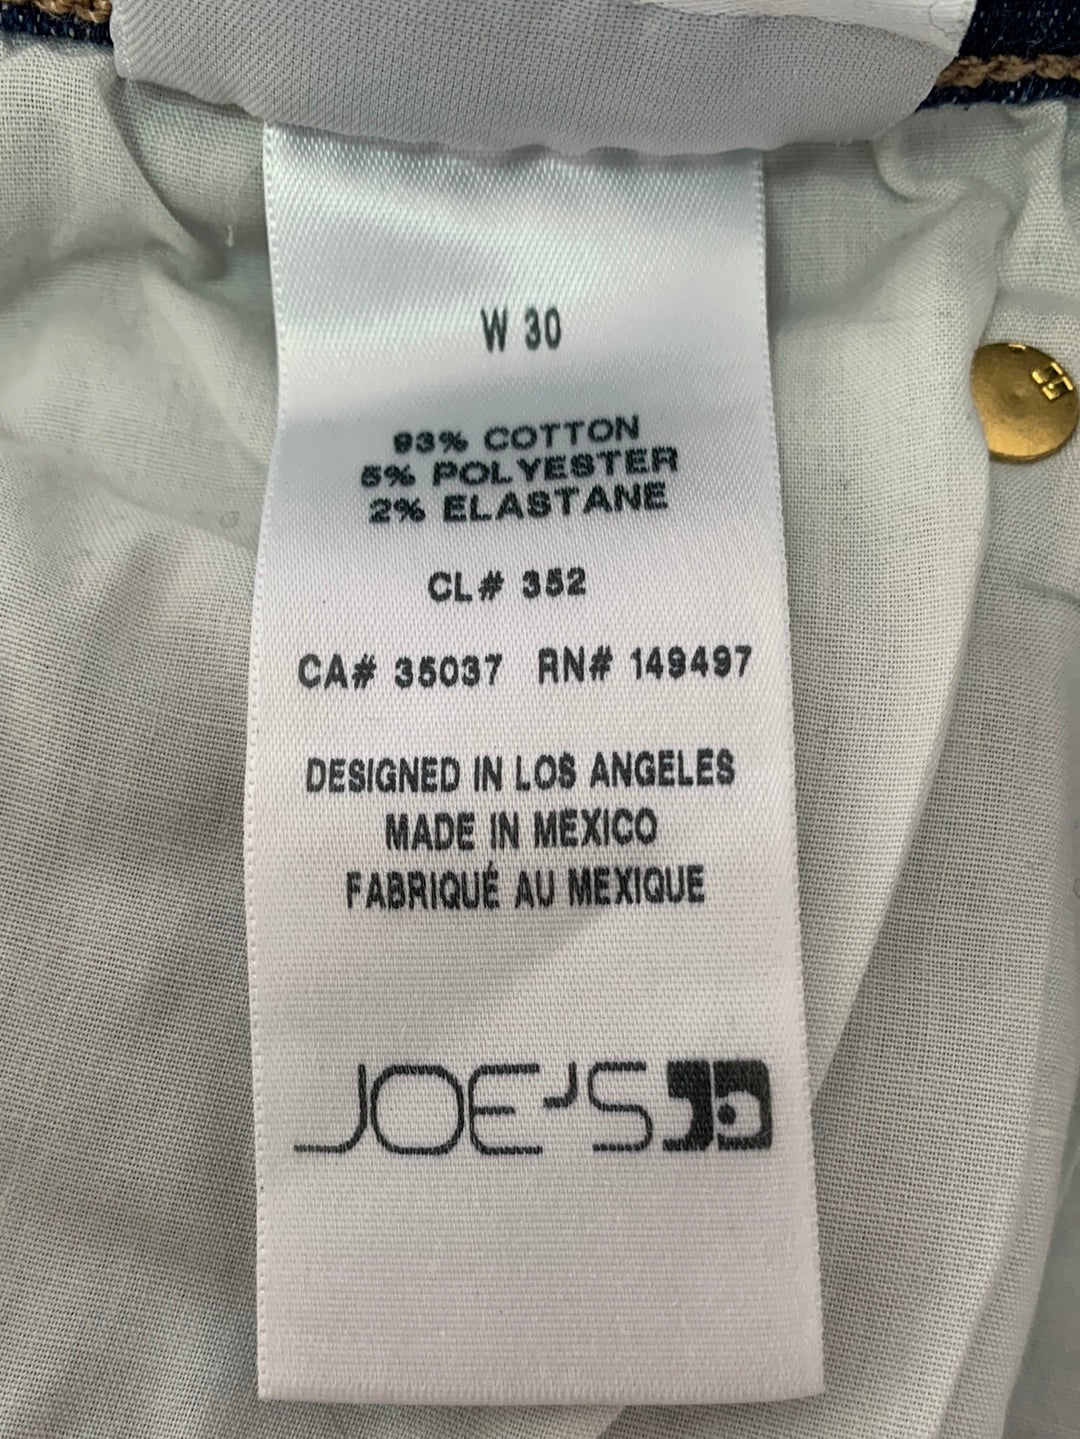 W 30
93% COTTON
5% POLYESTER
2% ELASTANE
CL# 352
CA# 35037 RN# 149497
DESIGNED IN LOS ANGELES
MADE IN MEXICO
FABRIQUÉ AU MEXIQUE
JOE'S